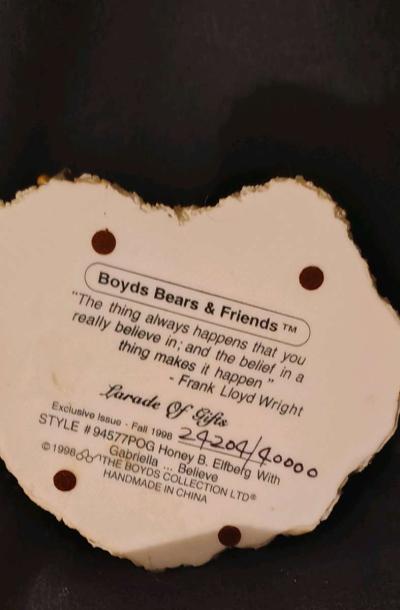 Boyds Bears & Friends ™
"The thing always happens that you
really believe in; and the belief in a
thing makes it happen"
- Frank Lloyd Wright
Parade Of Gifts
Exclusive Issue - Fall 1998 24204/40000
STYLE # 94577POG Honey B. Elfberg With
Gabriella ... Believe
© 1998 THE BOYDS COLLECTION LTD®
HANDMADE IN CHINA